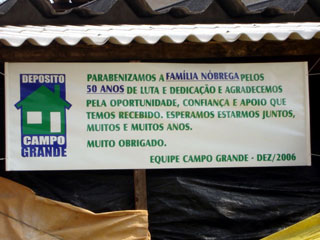 DEPOSITO
CAMPO
GRANDE
PARABENIZAMOS A FAMÍLIA NÓBREGA PELOS
50 ANOS DE LUTA E DEDICAÇÃO E AGRADECEMOS
PELA OPORTUNIDADE, CONFIANÇA E APOIO QUE
TEMOS RECEBIDO. ESPERAMOS ESTARMOS JUNTOS,
MUITOS E MUITOS ANOS.
MUITO OBRIGADO.
EQUIPE CAMPO GRANDE - DEZ/2006